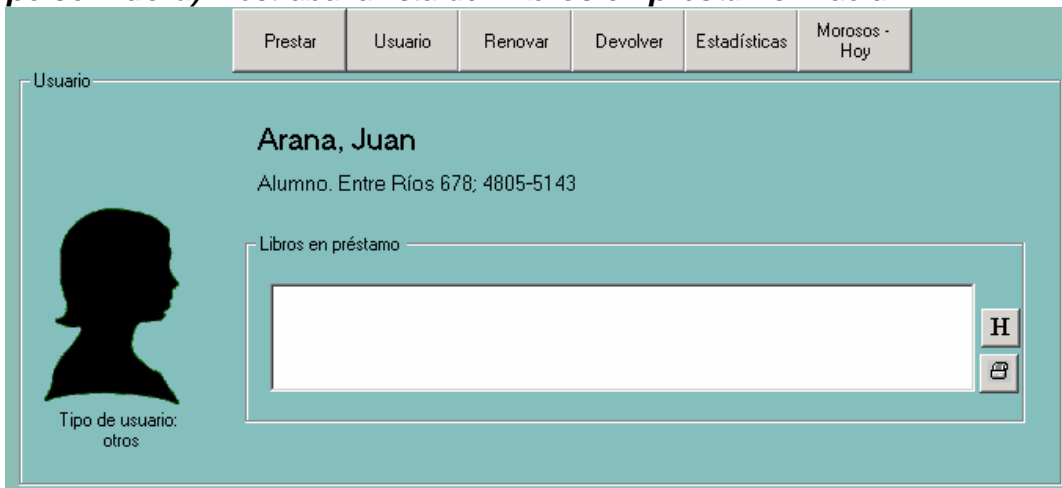 Prestar Usuario Renovar Devolver Estadísticas Morosos -
Hoy
Usuario
Arana, Juan
Alumno. Entre Ríos 678; 4805-5143
Libros en préstamo
H
Tipo de usuario:
otros